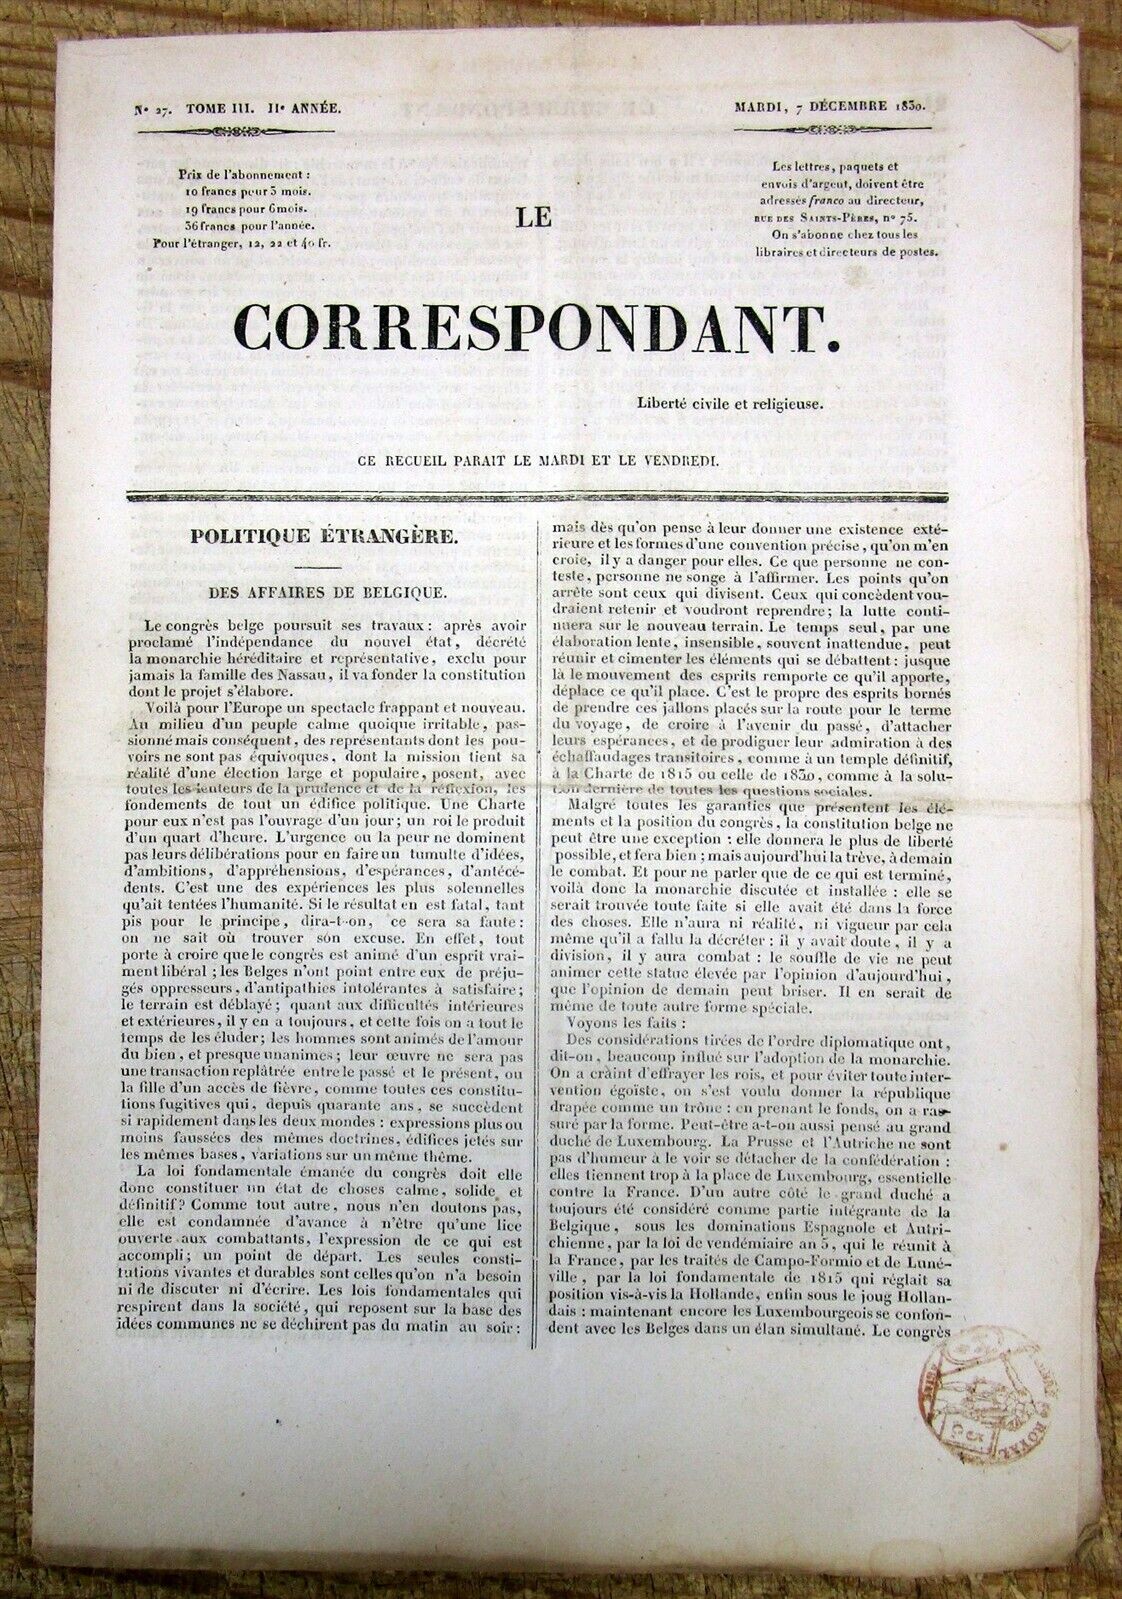 Nº 27. TOME III. IIe ANNÉE.
MARDI, 7 DÉCEMBRE 1830.
Prix de l'abonnement :
10 francs pour 3 mois.
19 francs pour 6 mois.
36 francs pour l'année.
Pour l'étranger, 12, 22 et 40 fr.
Les lettres, paquets et
envois d'argent, doivent être
adressés franco au directeur,
RUE DES SAINTS-PÈRES, nº 75.
On s'abonne chez tous les
libraires et directeurs de postes.
LE
CORRESPONDANT.
Liberté civile et religieuse.
CE RECUEIL PARAIT LE MARDI ET LE VENDREDI.
POLITIQUE ÉTRANGÈRE.
DES AFFAIRES DE BELGIQUE.
Le congrès belge poursuit ses travaux : après avoir
proclamé l'indépendance du nouvel état, décrété
la monarchie héréditaire et représentative, exclu pour
jamais la famille des Nassau, il va fonder la constitution
dont le projet s'élabore.
Voilà pour l'Europe un spectacle frappant et nouveau.
Au milieu d'un peuple calme quoique irritable, pas-
sionné mais conséquent, des représentants dont les pou-
voirs ne sont pas équivoques, dont la mission tient sa
réalité d'une élection large et populaire, posent, avec
toutes les lenteurs de la prudence et de la réflexion, les
fondements de tout un édifice politique. Une Charte
pour eux n'est pas l'ouvrage d'un jour ; un roi le produit
d'un quart d'heure. L'urgence ou la peur ne dominent
pas leurs délibérations pour en faire un tumulte d'idées,
d'ambitions, d'appréhensions, d'espérances, d'antécé-
dents. C'est une des expériences les plus solennelles
qu'ait tentées l'humanité. Si le résultat en est fatal, tant
pis pour le principe, dira-t-on, ce sera sa faute :
on ne sait où trouver son excuse. En effet, tout
porte à croire que le congrès est animé d'un esprit vrai-
ment libéral ; les Belges n'ont point entre eux de préju-
gés oppresseurs, d'antipathies intolérantes à satisfaire ;
le terrain est déblayé ; quant aux difficultés intérieures
et extérieures, il y en a toujours, et cette fois on a tout le
temps de les éluder ; les hommes sont animés de l'amour
du bien, et presque unanimes ; leur œuvre ne sera pas
une transaction replâtrée entre le passé et le présent, ou
la fille d'un accès de fièvre, comme toutes ces constitu-
tions fugitives qui, depuis quarante ans, se succèdent
si rapidement dans les deux mondes : expressions plus ou
moins faussées des mêmes doctrines, édifices jetés sur
les mêmes bases, variations sur un même thème.
La loi fondamentale émanée du congrès doit elle
donc constituer un état de choses calme, solide et
définitif? Comme tout autre, nous n'en doutons pas,
elle est condamnée d'avance à n'être qu'une lice
ouverte aux combattants, l'expression de ce qui est
accompli ; un point de départ. Les seules consti-
tutions vivantes et durables sont celles qu'on n'a besoin
ni de discuter ni d'écrire. Les lois fondamentales qui
respirent dans la société, qui reposent sur la base des
idées communes ne se déchirent pas du matin au soir :
mais dès qu'on pense à leur donner une existence exté-
rieure et les formes d'une convention précise, qu'on m'en
croie, il y a danger pour elles. Ce que personne ne con-
teste, personne ne songe à l'affirmer. Les points qu'on
arrête sont ceux qui divisent. Ceux qui concèdent vou-
draient retenir et voudront reprendre ; la lutte conti-
nuera sur le nouveau terrain. Le temps seul, par une
élaboration lente, insensible, souvent inattendue, peut
réunir et cimenter les éléments qui se débattent : jusque
là le mouvement des esprits remporte ce qu'il apporte,
déplace ce qu'il place. C'est le propre des esprits bornés
de prendre ces jallons placés sur la route pour le terme
du voyage, de croire à l'avenir du passé, d'attacher
leurs espérances, et de prodiguer leur admiration à des
échaffaudages transitoires, comme à un temple définitif,
à la Charte de 1815 ou celle de 1830, comme à la solu-
tion dernière de toutes les questions sociales.
Malgré toutes les garanties que présentent les élé-
ments et la position du congrès, la constitution belge ne
peut être une exception : elle donnera le plus de liberté
possible, et fera bien ; mais aujourd'hui la trève, à demain
le combat. Et pour ne parler que de ce qui est terminé,
voilà donc la monarchie discutée et installée : elle se
serait trouvée toute faite si elle avait été dans la force
des choses. Elle n'aura ni réalité, ni vigueur par cela
même qu'il a fallu la décréter ; il y avait doute, il y a
division, il y aura combat : le souffle de vie ne peut
animer cette statue élevée par l'opinion d'aujourd'hui,
que l'opinion de demain peut briser. Il en serait de
même de toute autre forme spéciale.
Voyons les faits :
Des considérations tirées de l'ordre diplomatique ont,
dit-on, beaucoup influé sur l'adoption de la monarchie.
On a craint d'effrayer les rois, et pour éviter toute inter-
vention égoïste, on s'est voulu donner la république
drapée comme un trône : en prenant le fonds, on a ras-
suré par la forme. Peut-être a-t-on aussi pensé au grand
duché de Luxembourg. La Prusse et l'Autriche ne sont
pas d'humeur à le voir se détacher de la confédération :
elles tiennent trop à la place de Luxembourg, essentielle
contre la France. D'un autre côté le grand duché a
toujours été considéré comme partie intégrante de la
Belgique, sous les dominations Espagnole et Autri-
chienne, par la loi de vendémiaire an 5, qui le réunit à
la France, par les traités de Campo-Formio et de Luné-
ville, par la loi fondamentale de 1815 qui réglait sa
position vis-à-vis la Hollande, enfin sous le joug Hollan-
dais : maintenant encore les Luxembourgeois se confon-
dent avec les Belges dans un élan simultané. Le congrès
ROYAL